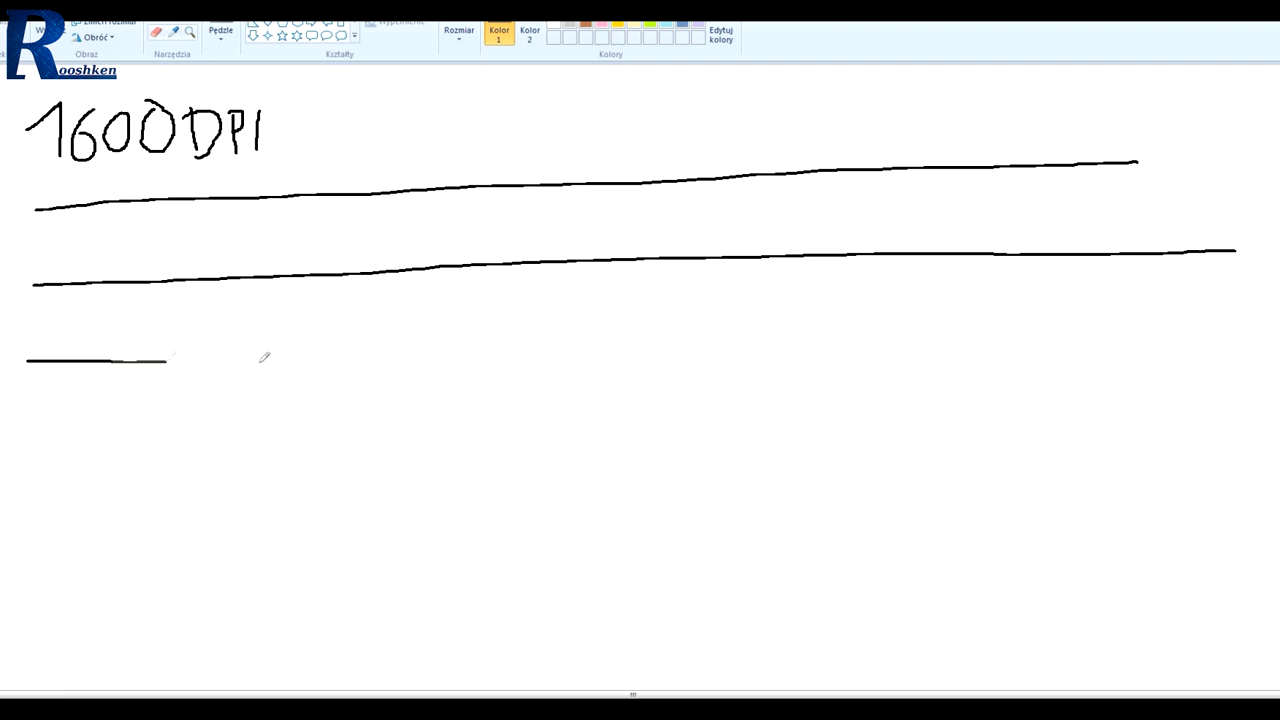 Zmień rozmiar
Obróć
Pędzle
Wypełnienie
Rozmiar
Kolor 1
Kolor 2
Edytuj kolory
Obraz
Narzędzia
Kształty
Kolory
Rooshken
1600DPI